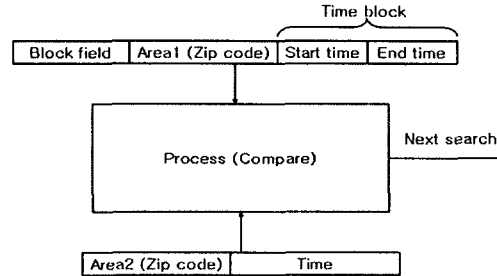 Time block
Block field Area1 (Zip code) Start time End time
Next search
Process (Compare)
Area2 (Zip code) Time